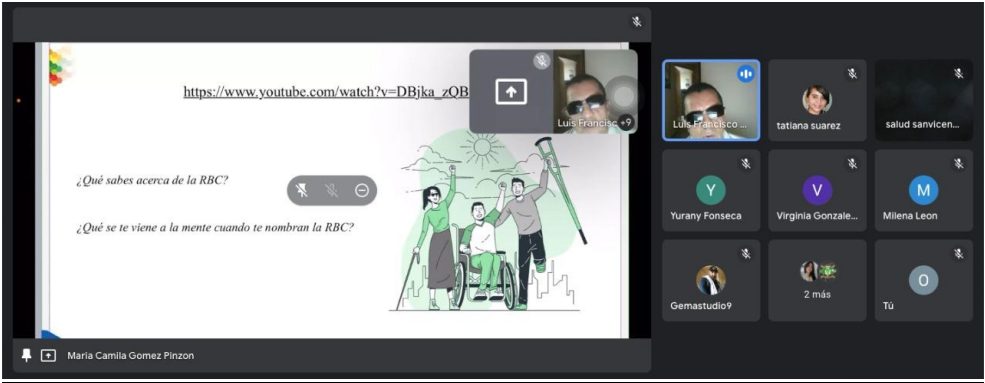 https://www.youtube.com/watch?v=DBjka_zQB
Luis Francisc +9
¿Qué sabes acerca de la RBC?
¿Qué se te viene a la mente cuando te nombran la RBC?
Maria Camila Gomez Pinzon
Luis Francisco ...
tatiana suarez
salud sanvicen...
Y
Yurany Fonseca
V
Virginia Gonzale...
M
Milena Leon
Gemastudio9
2 más
O
Tú